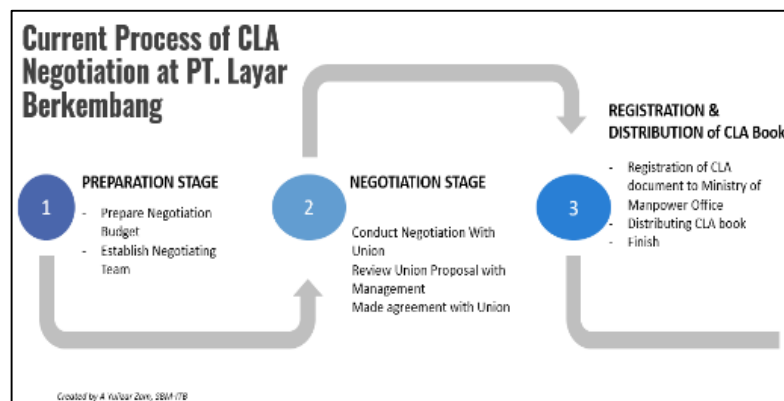 Current Process of CLA
Negotiation at PT. Layar
Berkembang
1
PREPARATION STAGE
- Prepare Negotiation
Budget
- Establish Negotiating
Team
2
NEGOTIATION STAGE
Conduct Negotiation With
Union
Review Union Proposal with
Management
Made agreement with Union
3
REGISTRATION &
DISTRIBUTION of CLA Book
- Registration of CLA
document to Ministry of
Manpower Office
- Distributing CLA book
- Finish
Created by A Yulizar Zam, SBM-ITB